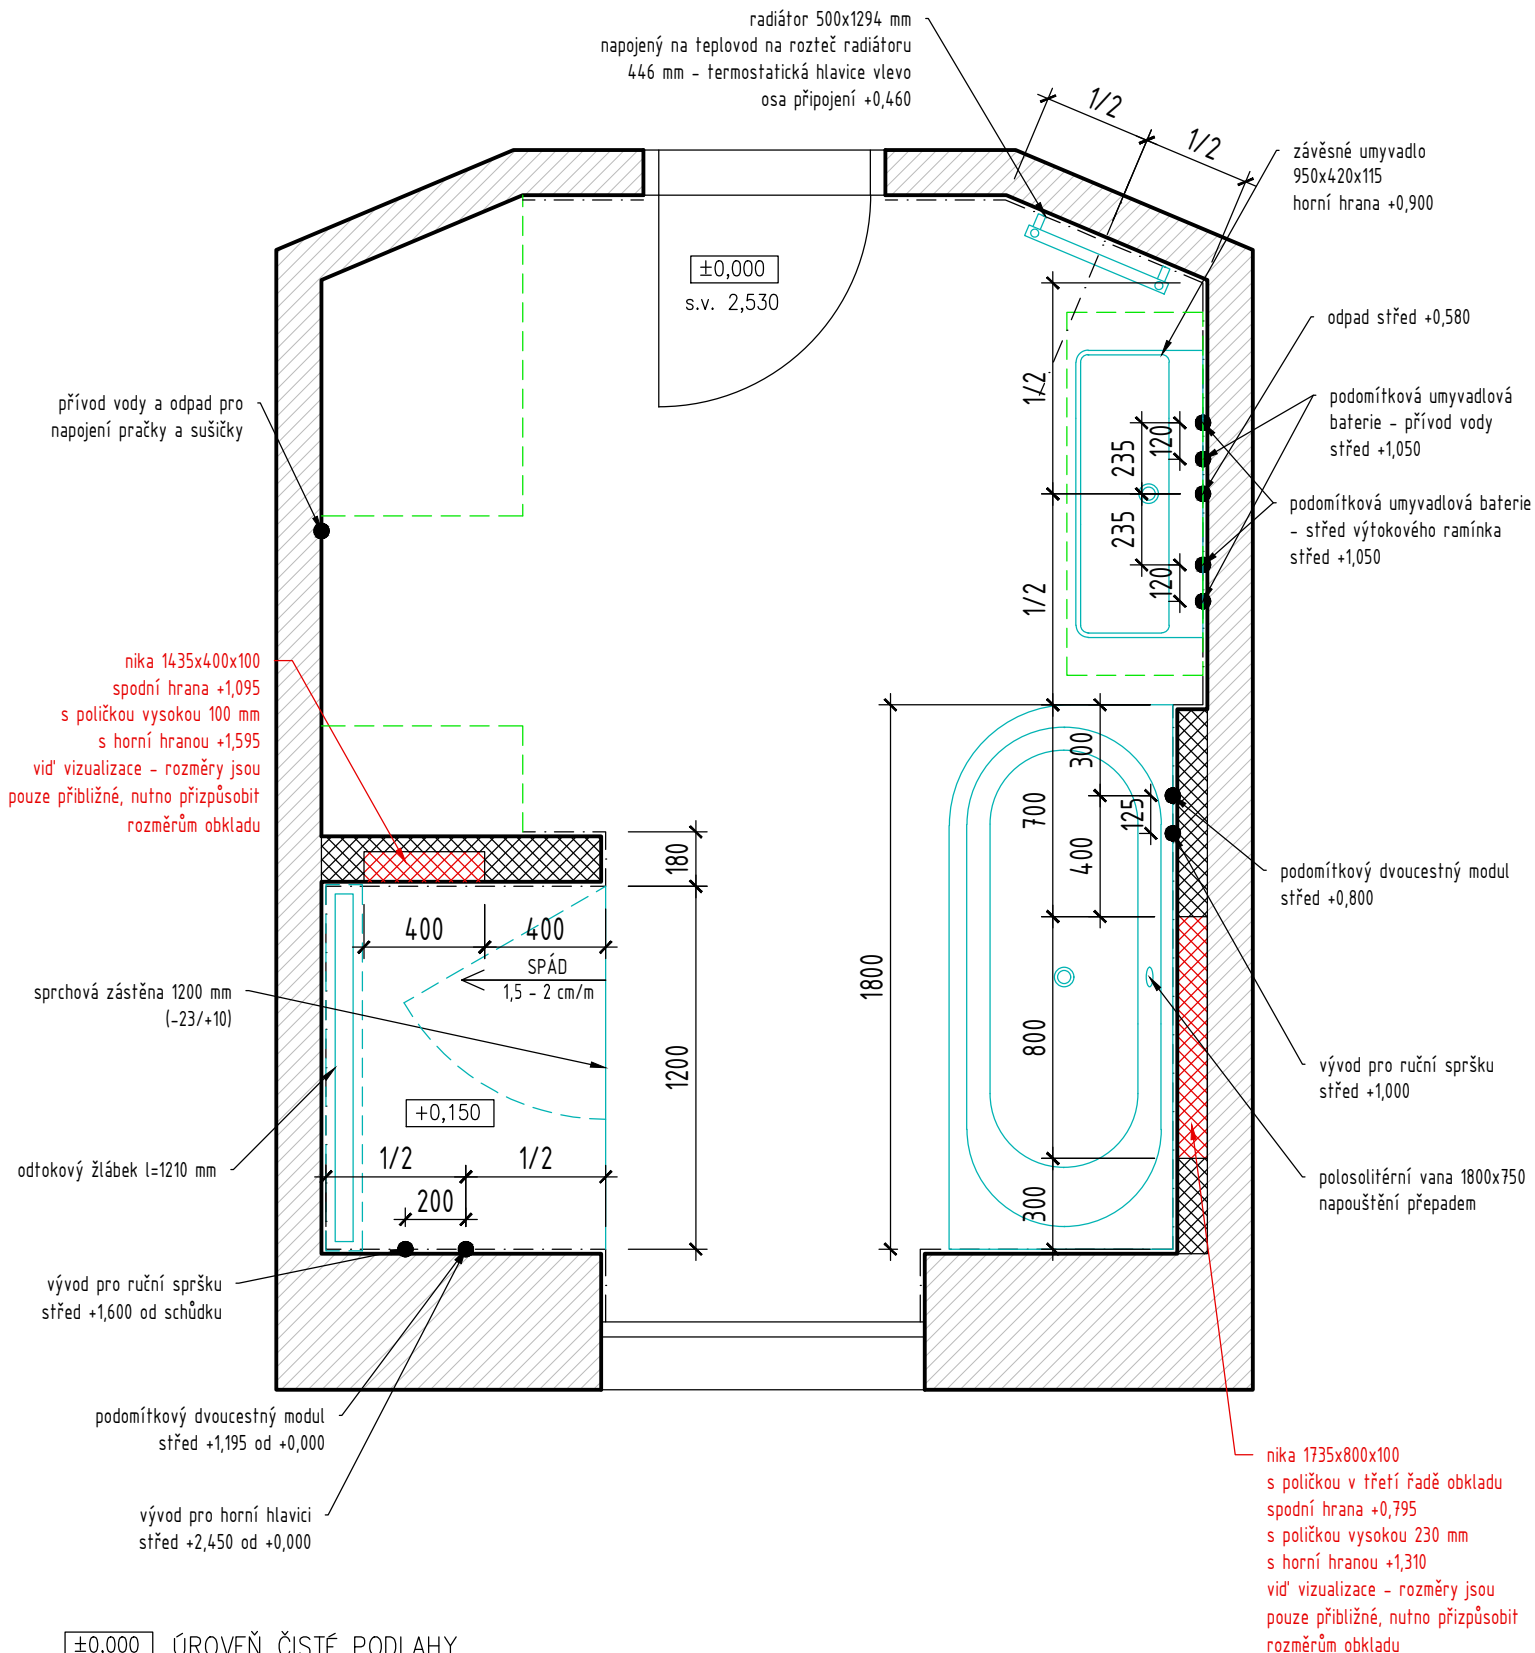 radiátor 500x1294 mm
napojený na teplovod na rozteč radiátoru
446 mm - termostatická hlavice vlevo
osa připojení +0,460
1/2
1/2
závěsné umyvadlo
950x420x115
horní hrana +0,900
±0,000
s.v. 2,530
odpad střed +0,580
přívod vody a odpad pro
napojení pračky a sušičky
podomítková umyvadlová
baterie - přívod vody
střed +1,050
1/2
235
120
podomítková umyvadlová baterie
- střed výtokového ramínka
střed +1,050
235
120
1/2
nika 1435x400x100
spodní hrana +1,095
s poličkou vysokou 100 mm
s horní hranou +1,595
viď vizualizace - rozměry jsou
pouze přibližné, nutno přizpůsobit
rozměrům obkladu
300
125
700
400
180
podomítkový dvoucestný modul
střed +0,800
400
400
SPÁD
1,5 - 2 cm/m
1800
sprchová zástěna 1200 mm
(-23/+10)
800
1200
vývod pro ruční spršku
střed +1,000
+0,150
odtokový žlábek l=1210 mm
1/2
1/2
200
300
polosolitérní vana 1800x750
napouštění přepadem
vývod pro ruční spršku
střed +1,600 od schůdku
podomítkový dvoucestný modul
střed +1,195 od +0,000
vývod pro horní hlavici
střed +2,450 od +0,000
nika 1735x800x100
s poličkou v třetí řadě obkladu
spodní hrana +0,795
s poličkou vysokou 230 mm
s horní hranou +1,310
viď vizualizace - rozměry jsou
pouze přibližné, nutno přizpůsobit
rozměrům obkladu
±0,000 ÚROVEŇ ČISTÉ PODLAHY